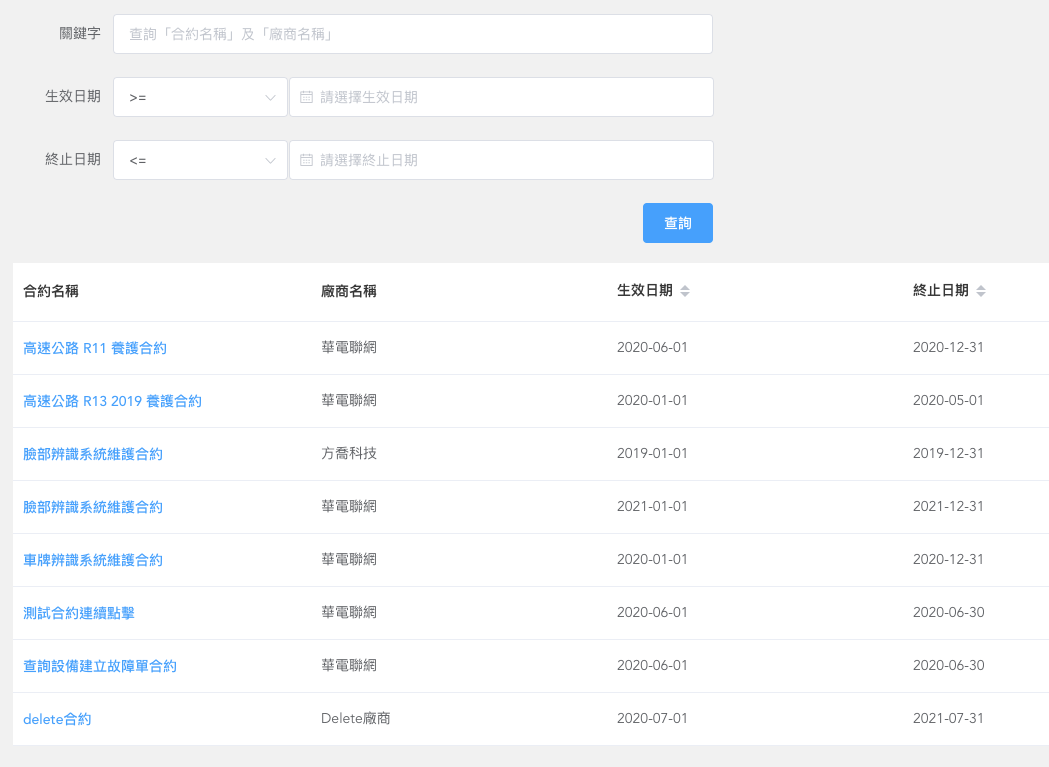 關鍵字 查詢「合約名稱」及「廠商名稱」
生效日期 >= 請選擇生效日期
終止日期 <= 請選擇終止日期
查詢
合約名稱 廠商名稱 生效日期 終止日期
高速公路 R11 養護合約 華電聯網 2020-06-01 2020-12-31
高速公路 R13 2019 養護合約 華電聯網 2020-01-01 2020-05-01
臉部辨識系統維護合約 方喬科技 2019-01-01 2019-12-31
臉部辨識系統維護合約 華電聯網 2021-01-01 2021-12-31
車牌辨識系統維護合約 華電聯網 2020-01-01 2020-12-31
測試合約連續點擊 華電聯網 2020-06-01 2020-06-30
查詢設備建立故障單合約 華電聯網 2020-06-01 2020-06-30
delete合約 Delete廠商 2020-07-01 2021-07-31